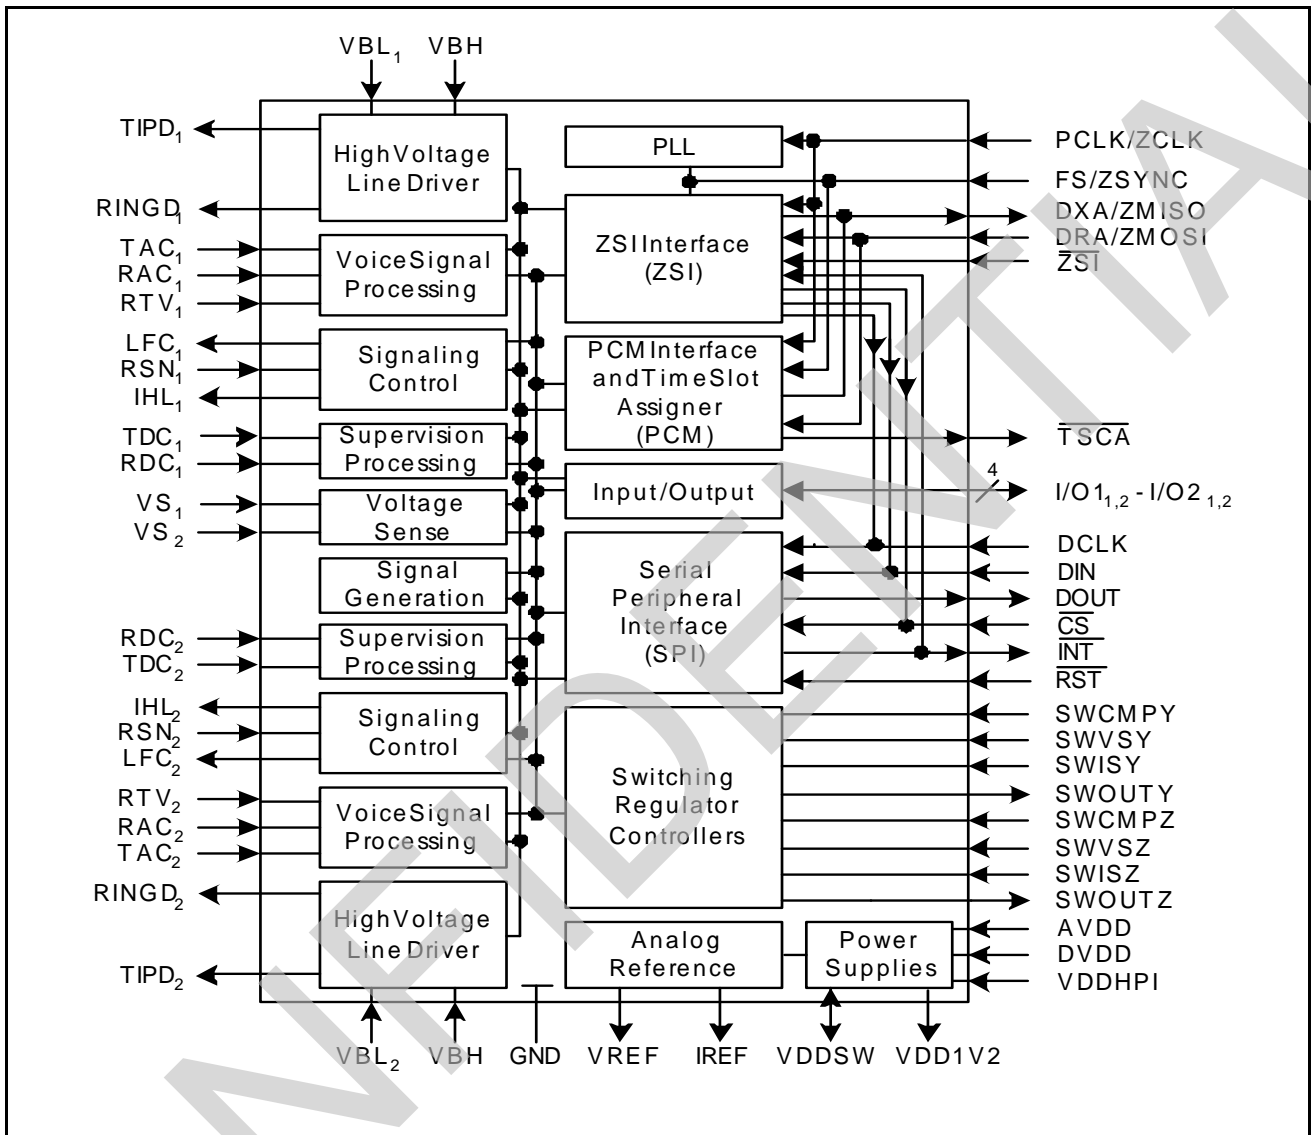 VBL1 VBH
TIPD1
RINGD1
TAC1
RAC1
RTV1
LFC1
RSN1
IHL1
TDC1
RDC1
VS1
VS2
RDC2
TDC2
IHL2
RSN2
LFC2
RTV2
RAC2
TAC2
RINGD2
TIPD2
High Voltage
Line Driver
Voice Signal
Processing
Signaling
Control
Supervision
Processing
Voltage
Sense
Signal
Generation
Supervision
Processing
Signaling
Control
Voice Signal
Processing
High Voltage
Line Driver
PLL
ZSI Interface
(ZSI)
PCM Interface
and Time Slot
Assigner
(PCM)
Input/Output
Serial
Peripheral
Interface
(SPI)
Switching
Regulator
Controllers
Analog
Reference
Power
Supplies
PCLK/ZCLK
FS/ZSYNC
DXA/ZMISO
DRA/ZMOSI
ZSI
TSCA
4
I/O11,2 - I/O21,2
DCLK
DIN
DOUT
CS
INT
RST
SWCMPY
SWVSY
SWISY
SWOUTY
SWCMPZ
SWVSZ
SWISZ
SWOUTZ
AVDD
DVDD
VDDHPI
VBL2 VBH GND VREF IREF VDDSW VDD1V2
NFIDENTIAL